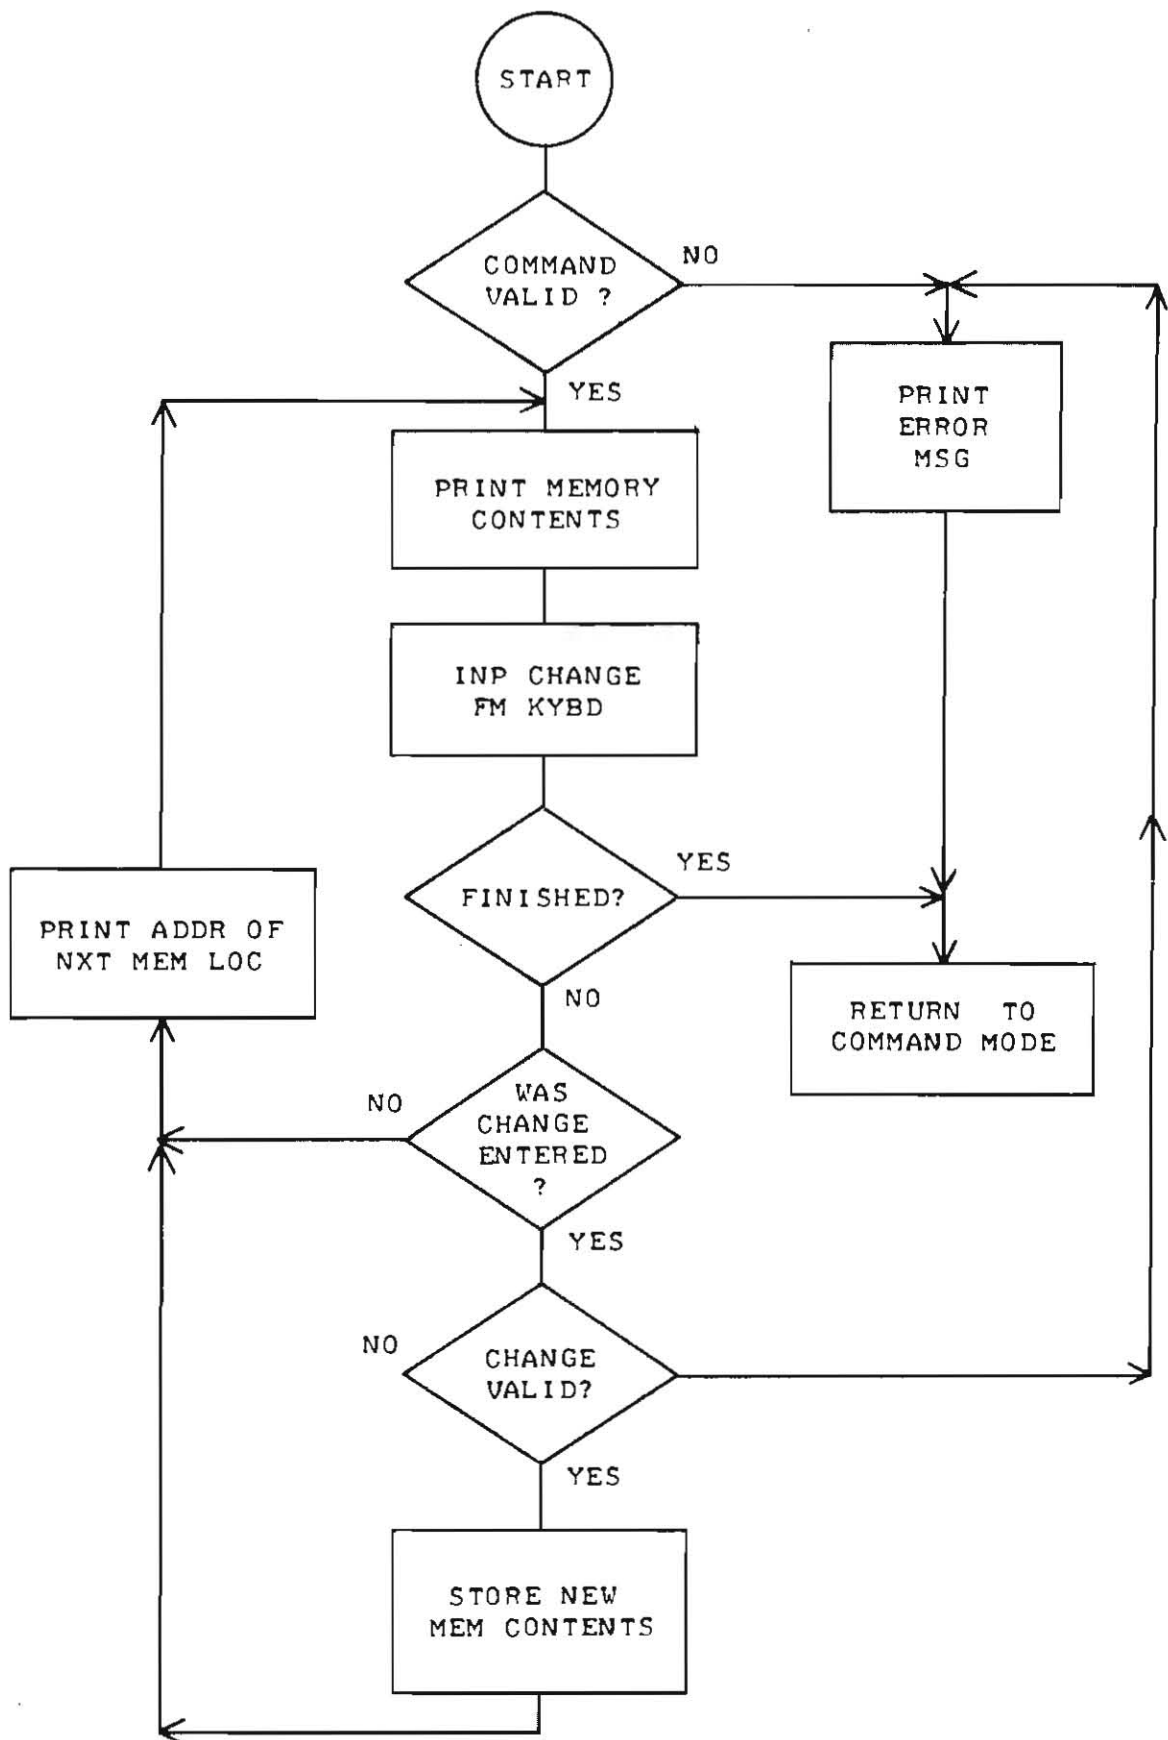 START
COMMAND
VALID ?
NO
YES
PRINT
ERROR
MSG
PRINT MEMORY
CONTENTS
INP CHANGE
FM KYBD
FINISHED?
YES
PRINT ADDR OF
NXT MEM LOC
NO
RETURN TO
COMMAND MODE
WAS
CHANGE
ENTERED
?
NO
YES
NO
CHANGE
VALID?
YES
STORE NEW
MEM CONTENTS